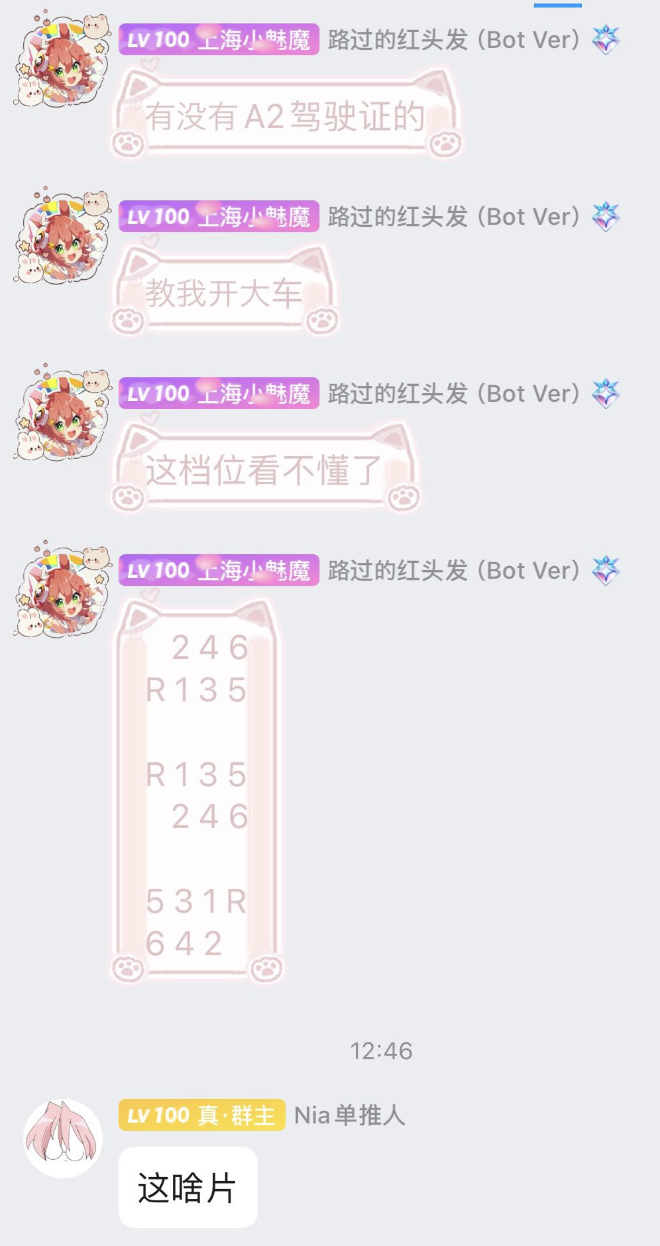 LV 100 上海小魅魔 路过的红头发 (Bot Ver)
有没有A2驾驶证的
LV 100 上海小魅魔 路过的红头发 (Bot Ver)
教我开大车
LV 100 上海小魅魔 路过的红头发 (Bot Ver)
这档位看不懂了
LV 100 上海小魅魔 路过的红头发 (Bot Ver)
2 4 6
R 1 3 5
R 1 3 5
2 4 6
5 3 1 R
6 4 2
12:46
LV 100 真·群主 Nia单推人
这啥片